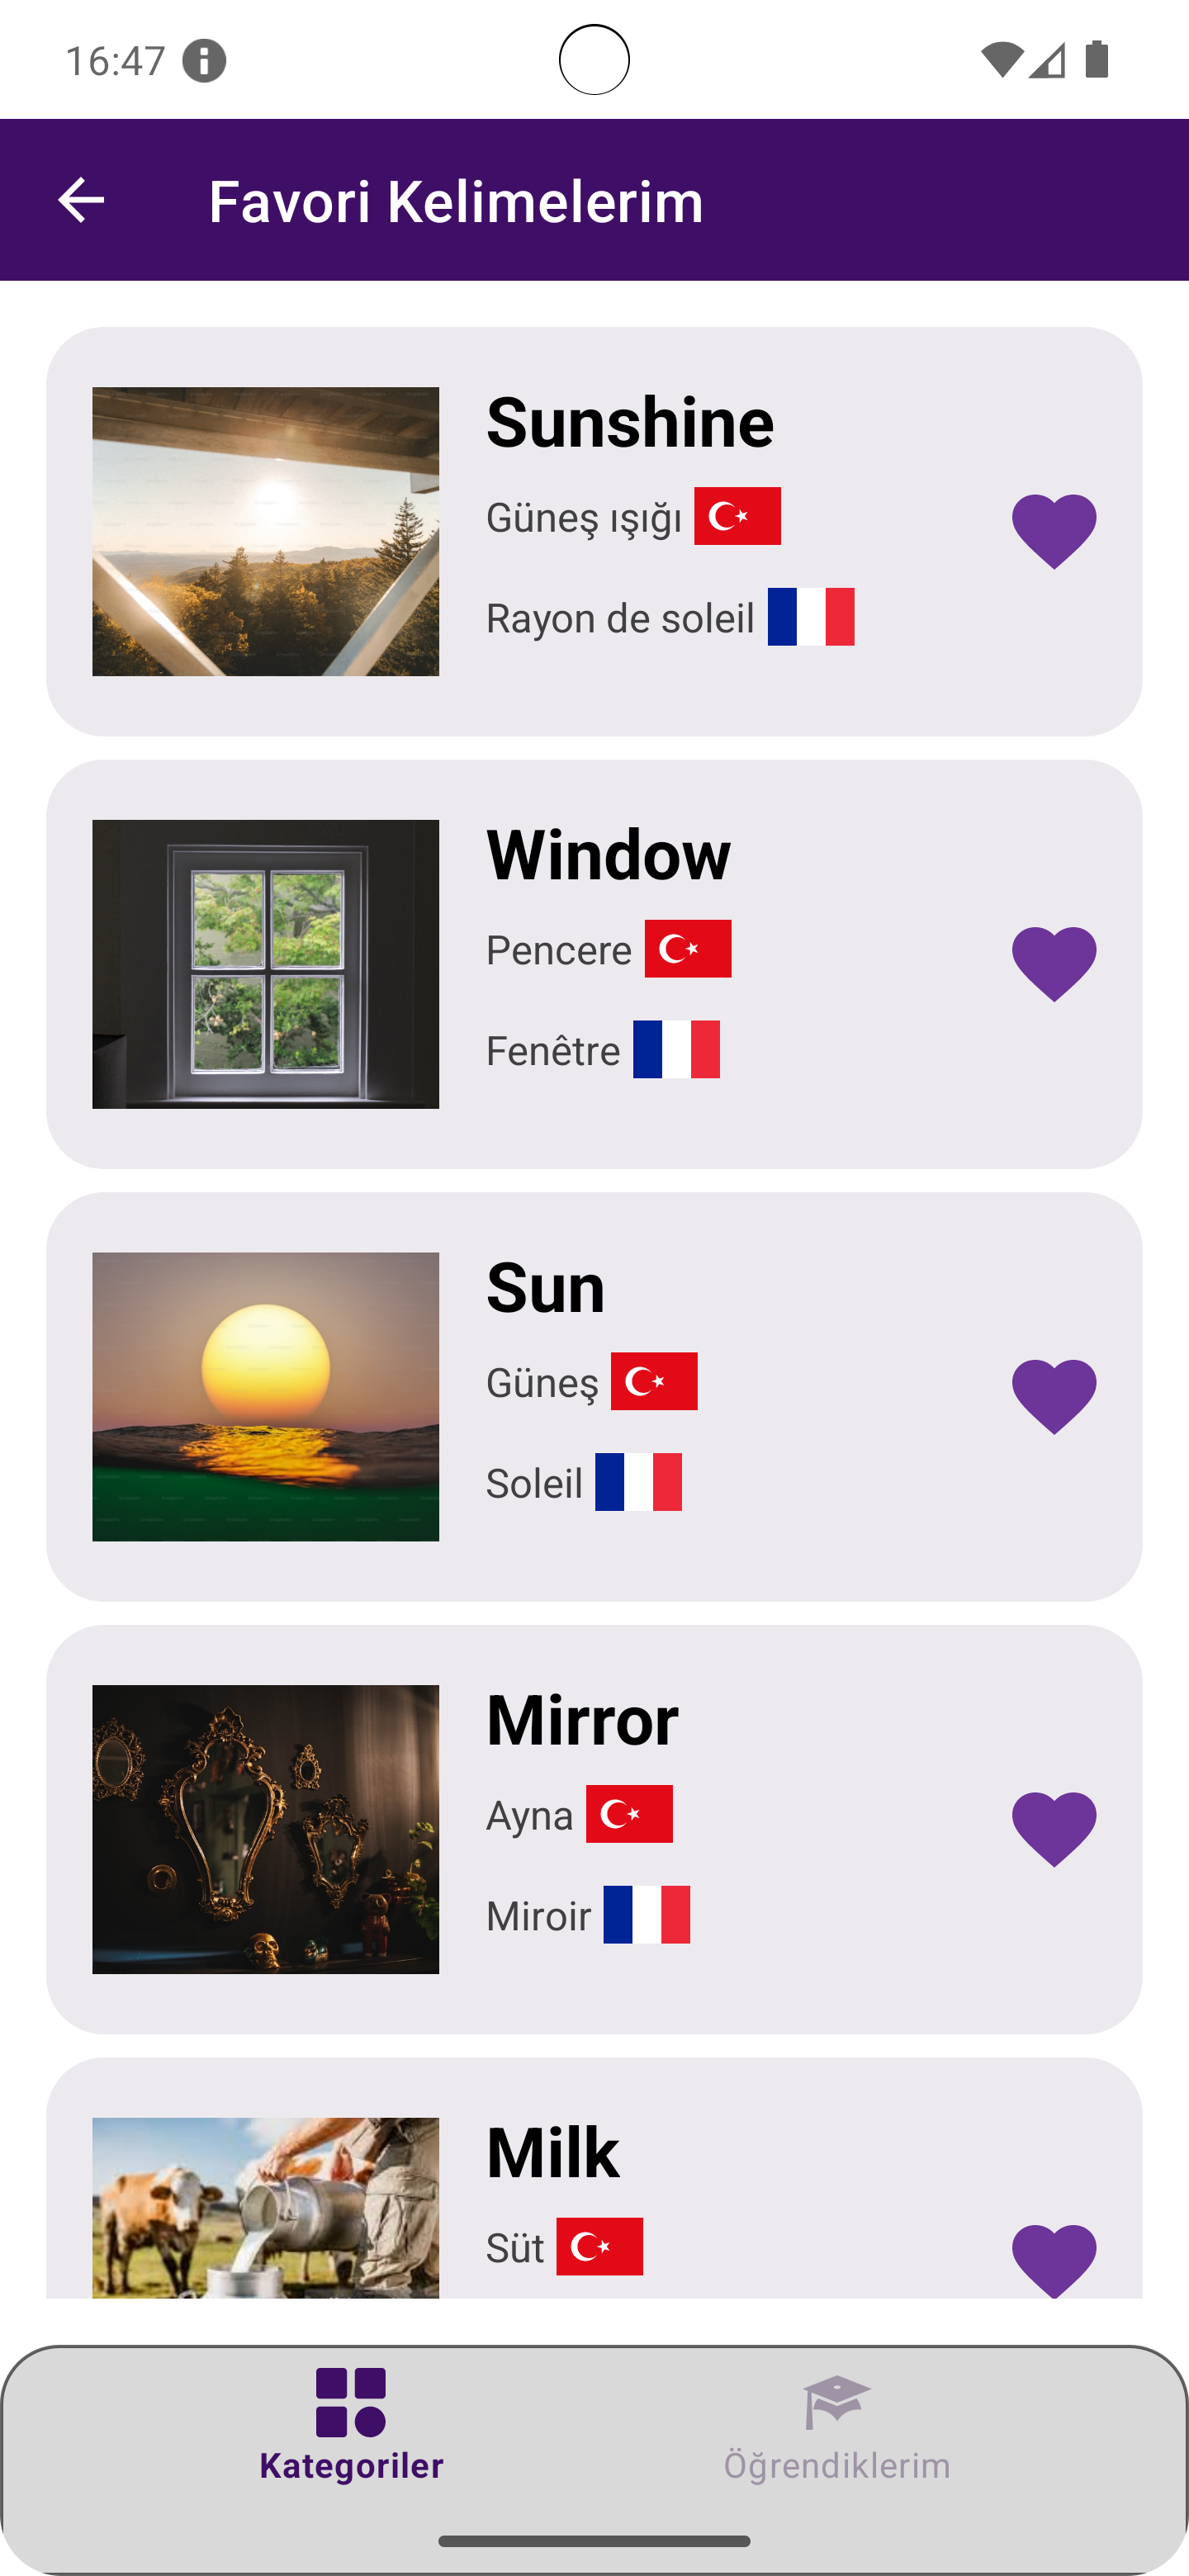 16:47
Favori Kelimelerim
Sunshine
Güneş ışığı
Rayon de soleil
Window
Pencere
Fenêtre
Sun
Güneş
Soleil
Mirror
Ayna
Miroir
Milk
Süt
Kategoriler
Öğrendiklerim